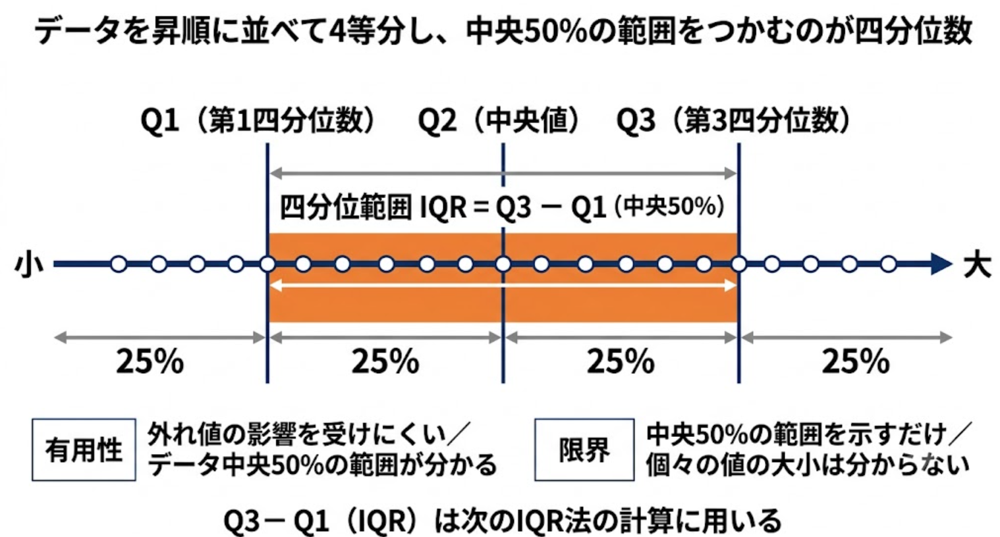 データを昇順に並べて4等分し、中央50%の範囲をつかむのが四分位数
Q1（第1四分位数） Q2（中央値） Q3（第3四分位数）
四分位範囲 IQR = Q3 − Q1 (中央50%)
小 大
25% 25% 25% 25%
有用性
外れ値の影響を受けにくい／
データ中央50%の範囲が分かる
限界
中央50%の範囲を示すだけ／
個々の値の大小は分からない
Q3− Q1（IQR）は次のIQR法の計算に用いる